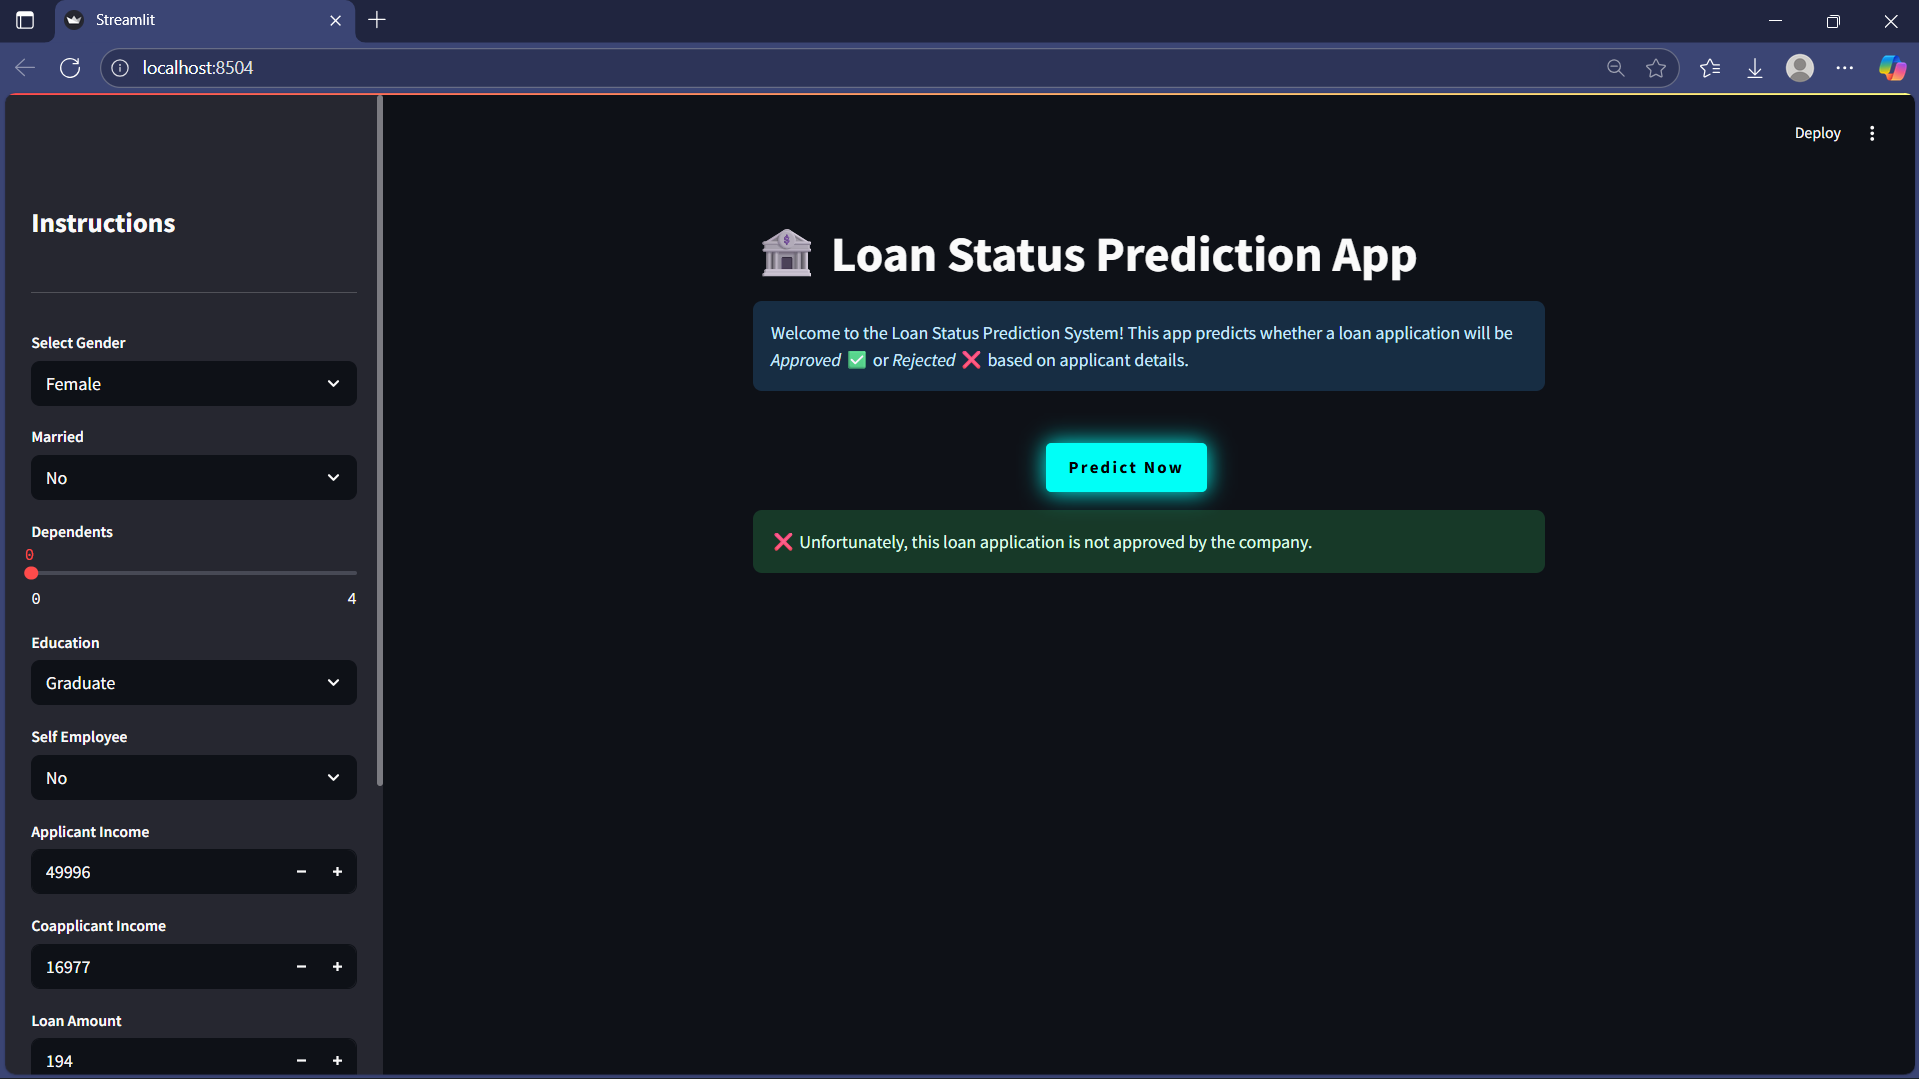 Streamlit
localhost:8504
Deploy
Instructions
Select Gender
Female
Married
No
Dependents
0
0 4
Education
Graduate
Self Employee
No
Applicant Income
49996
Coapplicant Income
16977
Loan Amount
194
Loan Status Prediction App
Welcome to the Loan Status Prediction System! This app predicts whether a loan application will be
Approved ✅ or Rejected ❌ based on applicant details.
Predict Now
❌ Unfortunately, this loan application is not approved by the company.